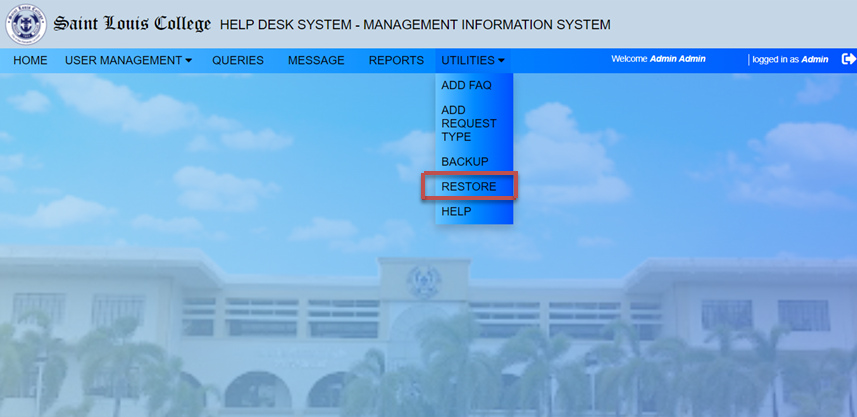 Saint Louis College HELP DESK SYSTEM - MANAGEMENT INFORMATION SYSTEM
HOME USER MANAGEMENT QUERIES MESSAGE REPORTS UTILITIES Welcome Admin Admin | logged in as Admin
ADD FAQ
ADD
REQUEST
TYPE
BACKUP
RESTORE
HELP